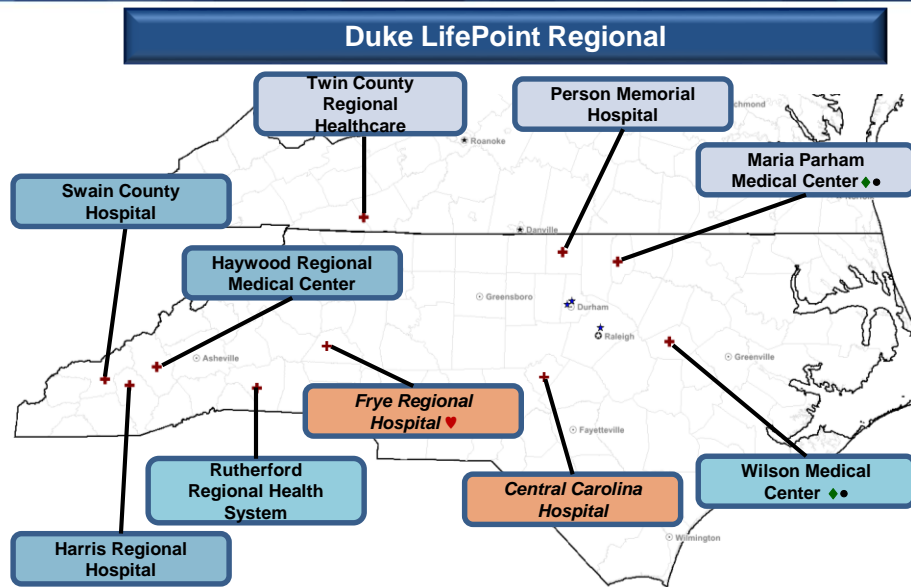 Duke LifePoint Regional
Twin County
Regional
Healthcare
Person Memorial
Hospital
Maria Parham
Medical Center ♦●
Swain County
Hospital
Haywood Regional
Medical Center
Roanoke
Danville
Greensboro
Durham
Raleigh
Asheville
Greenville
Frye Regional
Hospital ♥
Fayetteville
Rutherford
Regional Health
System
Central Carolina
Hospital
Wilson Medical
Center ♦●
Harris Regional
Hospital
Wilmington